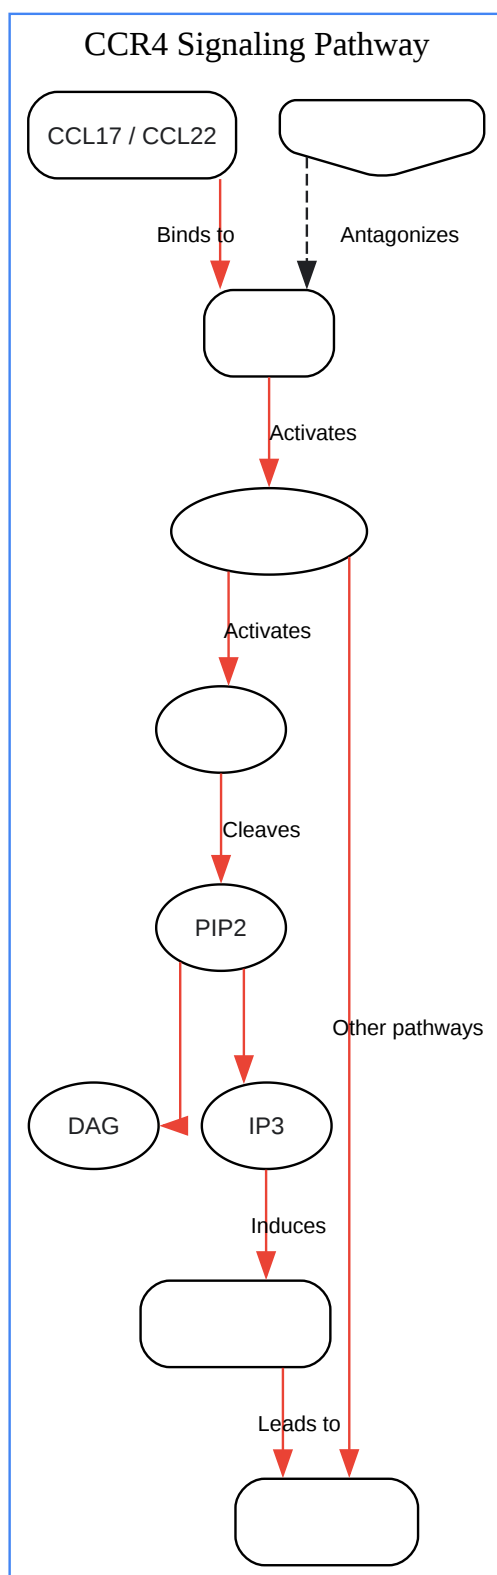 CCR4 Signaling Pathway
CCL17 / CCL22
Binds to
Antagonizes
Activates
Activates
Cleaves
PIP2
Other pathways
DAG
IP3
Induces
Leads to